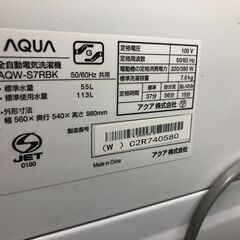 AQUA
全自動電気洗濯機
AQW-S7RBK 50/60Hz 共用
・標準水量 55L
・標準使用水量 113L
・外形寸法
幅 560× 奥行 540× 高さ 980mm
定格電圧 100 V
定格周波数 50/60 Hz
電動機の定格消費電力 320/380 W
標準洗濯容量 7.0 kg
アクア株式会社
S
JET
0180
製造番号
(W) C2R740580
Made in China
アクア株式会社